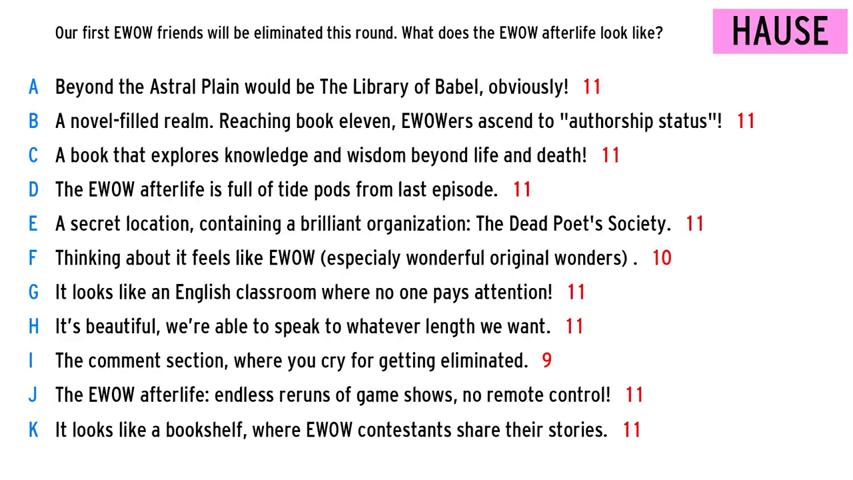 Our first EWOW friends will be eliminated this round. What does the EWOW afterlife look like?
HAUSE
A Beyond the Astral Plain would be The Library of Babel, obviously! 11
B A novel-filled realm. Reaching book eleven, EWOWers ascend to "authorship status"! 11
C A book that explores knowledge and wisdom beyond life and death! 11
D The EWOW afterlife is full of tide pods from last episode. 11
E A secret location, containing a brilliant organization: The Dead Poet's Society. 11
F Thinking about it feels like EWOW (especialy wonderful original wonders) . 10
G It looks like an English classroom where no one pays attention! 11
H It’s beautiful, we’re able to speak to whatever length we want. 11
I The comment section, where you cry for getting eliminated. 9
J The EWOW afterlife: endless reruns of game shows, no remote control! 11
K It looks like a bookshelf, where EWOW contestants share their stories. 11